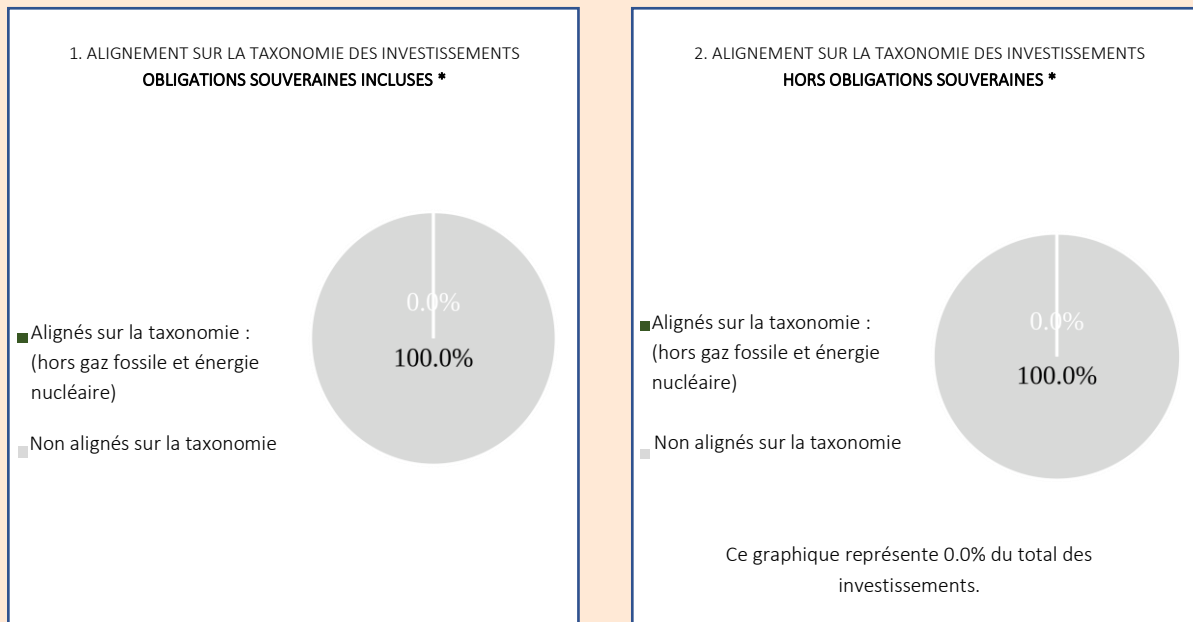 1. ALIGNEMENT SUR LA TAXONOMIE DES INVESTISSEMENTS
OBLIGATIONS SOUVERAINES INCLUSES *
0.0%
100.0%
Alignés sur la taxonomie :
(hors gaz fossile et énergie
nucléaire)
Non alignés sur la taxonomie
2. ALIGNEMENT SUR LA TAXONOMIE DES INVESTISSEMENTS
HORS OBLIGATIONS SOUVERAINES *
0.0%
100.0%
Alignés sur la taxonomie :
(hors gaz fossile et énergie
nucléaire)
Non alignés sur la taxonomie
Ce graphique représente 0.0% du total des
investissements.